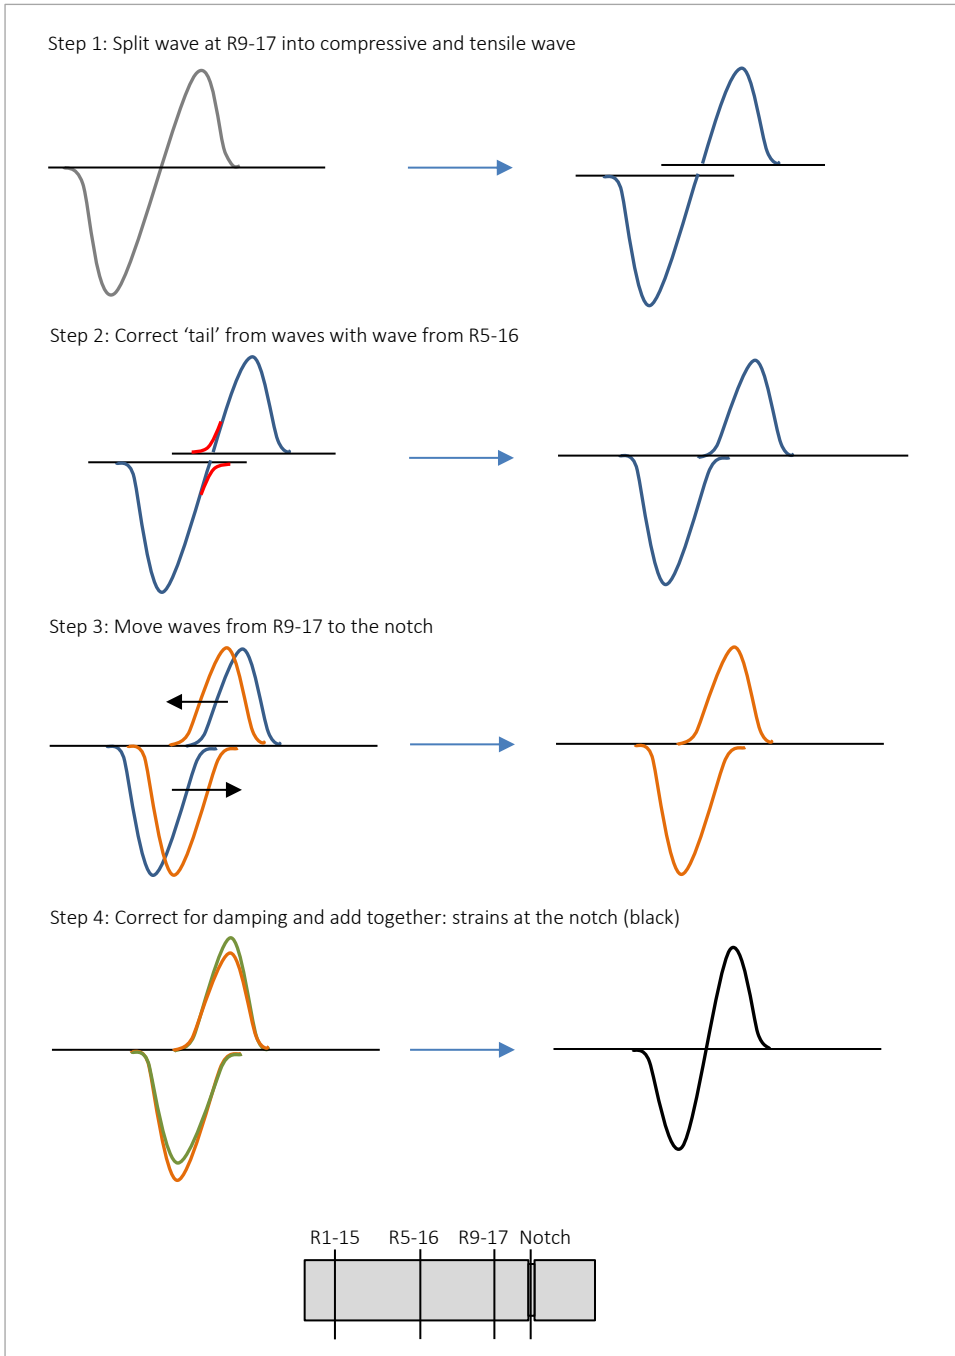 Step 1: Split wave at R9-17 into compressive and tensile wave
Step 2: Correct ‘tail’ from waves with wave from R5-16
Step 3: Move waves from R9-17 to the notch
Step 4: Correct for damping and add together: strains at the notch (black)
R1-15 R5-16 R9-17 Notch